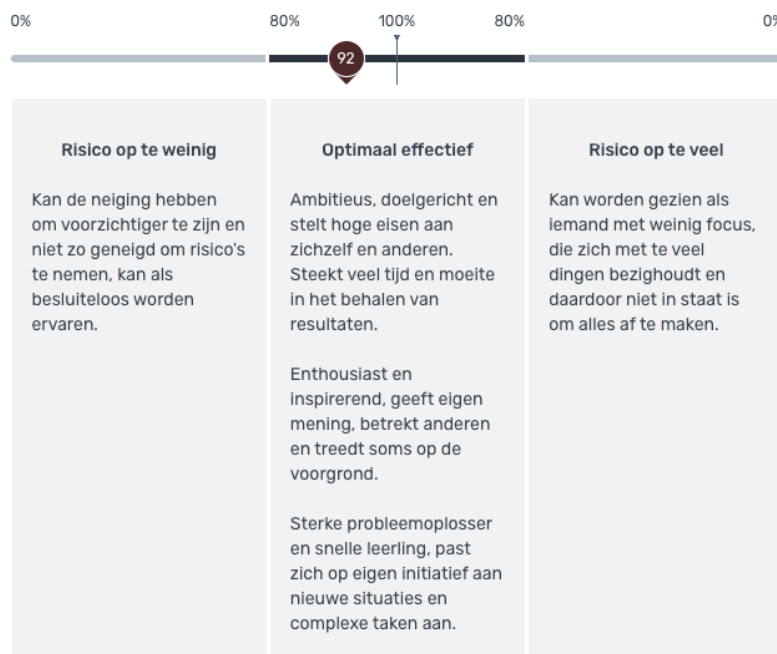 0% 80% 100% 80% 0%
92
Risico op te weinig
Kan de neiging hebben
om voorzichtiger te zijn en
niet zo geneigd om risico's
te nemen, kan als
besluiteloos worden
ervaren.
Optimaal effectief
Ambitieus, doelgericht en
stelt hoge eisen aan
zichzelf en anderen.
Steekt veel tijd en moeite
in het behalen van
resultaten.
Enthousiast en
inspirerend, geeft eigen
mening, betrekt anderen
en treedt soms op de
voorgrond.
Sterke probleemoplosser
en snelle leerling, past
zich op eigen initiatief aan
nieuwe situaties en
complexe taken aan.
Risico op te veel
Kan worden gezien als
iemand met weinig focus,
die zich met te veel
dingen bezighoudt en
daardoor niet in staat is
om alles af te maken.